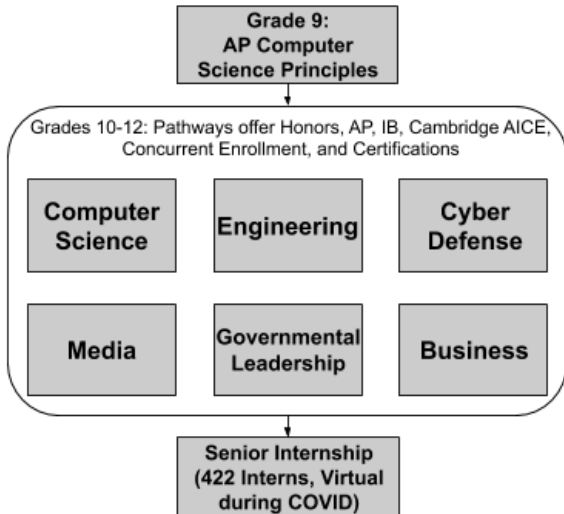 Grade 9:
AP Computer
Science Principles
Grades 10-12: Pathways offer Honors, AP, IB, Cambridge AICE,
Concurrent Enrollment, and Certifications
Computer
Science
Engineering
Cyber
Defense
Media
Governmental
Leadership
Business
Senior Internship
(422 Interns, Virtual
during COVID)